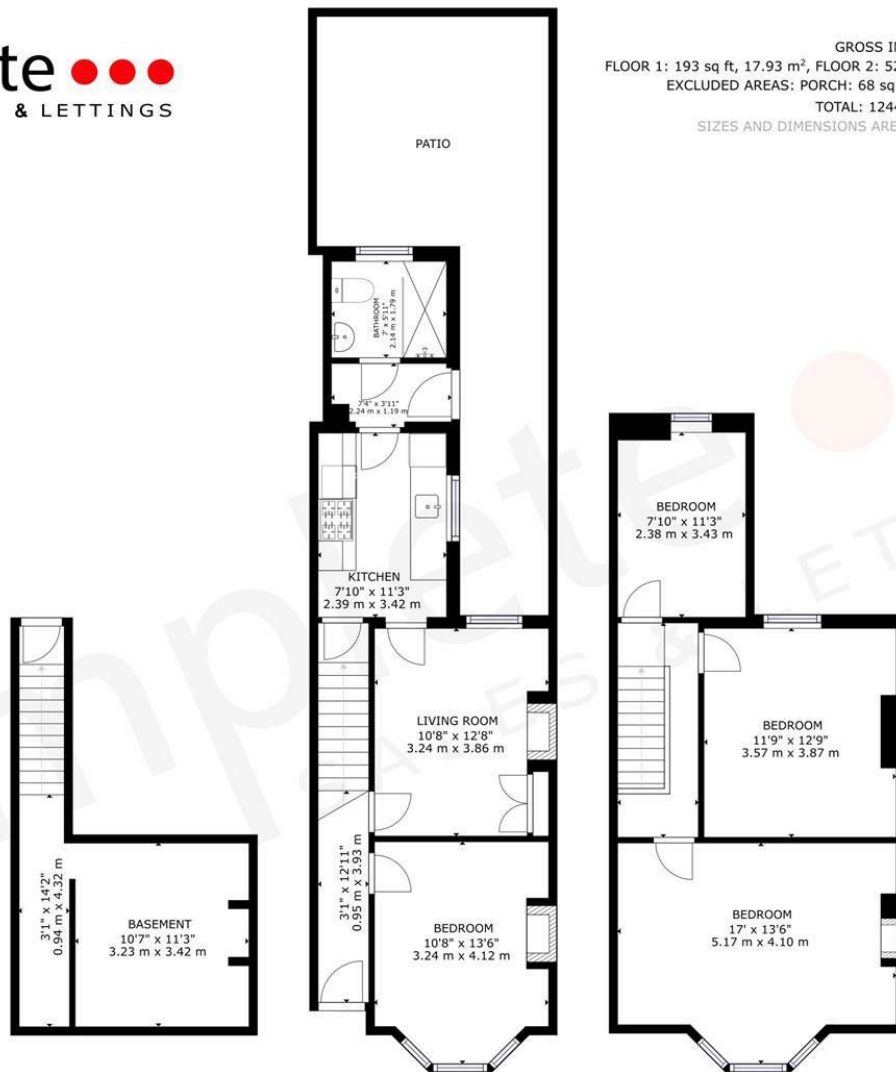 te
& LETTINGS
GROSS IN
FLOOR 1: 193 sq ft, 17.93 m², FLOOR 2: 52
EXCLUDED AREAS: PORCH: 68 sq
TOTAL: 1244
SIZES AND DIMENSIONS ARE
PATIO
BATHROOM
7' x 5'11"
2.14 m x 1.79 m
7'4" x 3'11"
2.24 m x 1.19 m
KITCHEN
7'10" x 11'3"
2.39 m x 3.42 m
BEDROOM
7'10" x 11'3"
2.38 m x 3.43 m
LIVING ROOM
10'8" x 12'8"
3.24 m x 3.86 m
BEDROOM
11'9" x 12'9"
3.57 m x 3.87 m
3'1" x 14'2"
0.94 m x 4.32 m
BASEMENT
10'7" x 11'3"
3.23 m x 3.42 m
3'1" x 12'11"
0.95 m x 3.93 m
BEDROOM
10'8" x 13'6"
3.24 m x 4.12 m
BEDROOM
17' x 13'6"
5.17 m x 4.10 m
mplete
SALES & LET